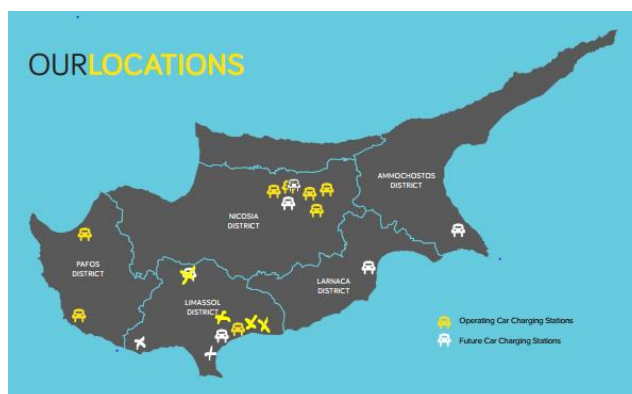 OURLOCATIONS
AMMOCHOSTOS
DISTRICT
NICOSIA
DISTRICT
PAFOS
DISTRICT
LARNACA
DISTRICT
LIMASSOL
DISTRICT
Operating Car Charging Stations
Future Car Charging Stations